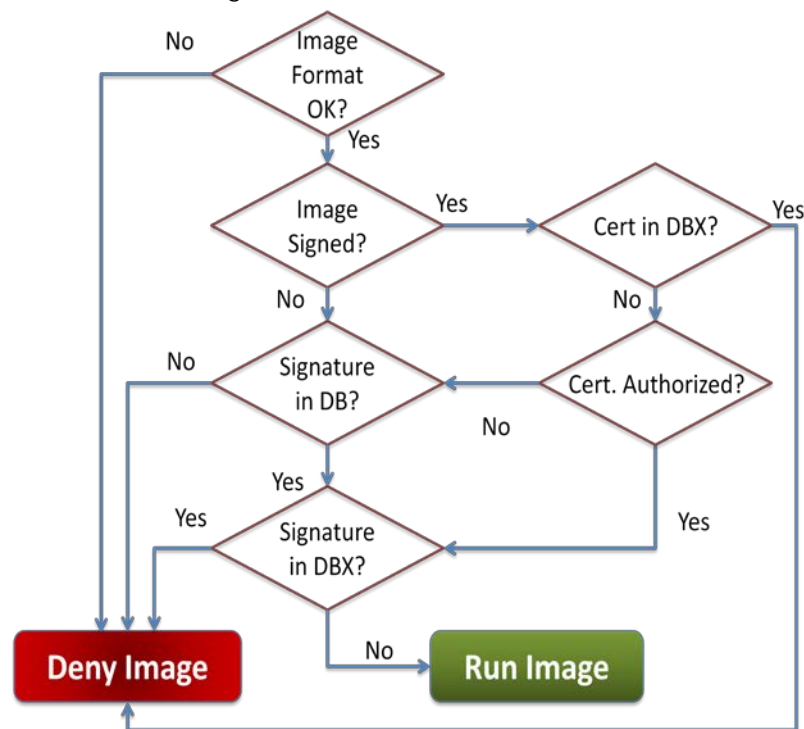 No
Image
Format
OK?
Yes
Image
Signed?
Yes
Cert in DBX?
Yes
No
No
No
Signature
in DB?
Cert. Authorized?
No
Yes
Yes
Signature
in DBX?
Yes
Deny Image
No
Run Image